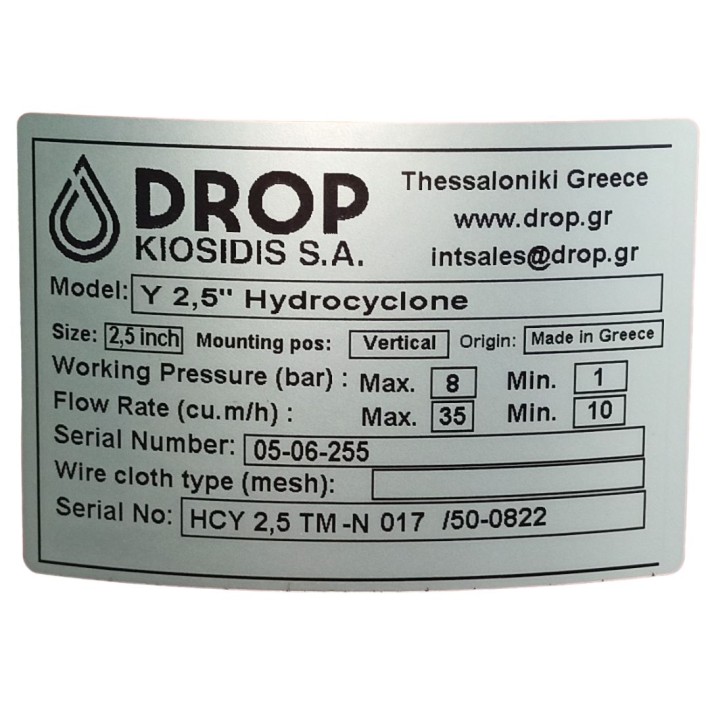 DROP
KIOSIDIS S.A.
Thessaloniki Greece
www.drop.gr
intsales@drop.gr
Model: Y 2,5" Hydrocyclone
Size: 2,5 inch Mounting pos: Vertical Origin: Made in Greece
Working Pressure (bar) : Max. 8 Min. 1
Flow Rate (cu.m/h) : Max. 35 Min. 10
Serial Number: 05-06-255
Wire cloth type (mesh):
Serial No: HCY 2,5 TM-N 017 /50-0822